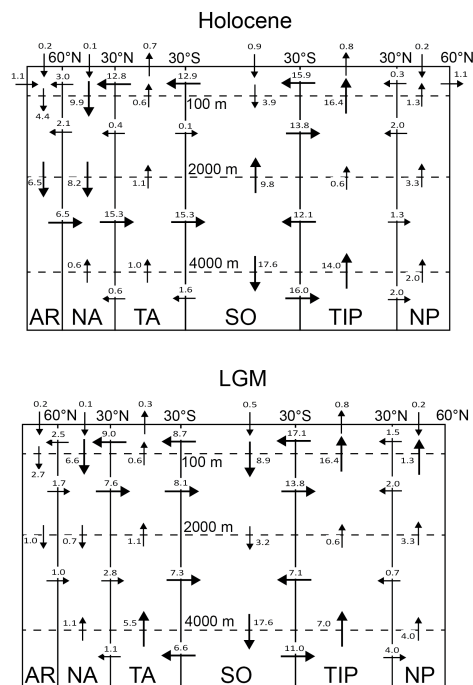 Holocene
0.2 60°N 0.1 30°N 0.7 30°S 0.9 30°S 0.8 30°N 0.2 60°N
1.1 3.0 12.8 12.9 15.9 0.3 1.1
9.9 0.6 100 m 3.9 16.4 1.3
4.4
2.1 0.4 0.1 13.8 2.0
2000 m
6.5 8.2 1.1 9.8 0.6 3.3
6.5 15.3 15.3 12.1 1.3
0.6 1.0 4000 m 17.6 14.0
2.0
0.6 1.6 16.0 2.0
AR NA TA SO TIP NP
LGM
0.2 0.1 0.3 0.5 0.8 0.2
60°N 30°N 30°S 30°S 30°N 60°N
2.5 9.0 8.7 17.1 1.5
6.6 0.6 100 m 8.9 16.4 1.3
2.7
1.7 7.6 8.1 13.8 2.0
2000 m
1.0 0.7 1.1 3.2 0.6 3.3
1.0 2.8 7.3 7.1 0.7
1.1 5.5 4000 m 17.6 7.0 4.0
1.1 6.6 11.0 4.0
AR NA TA SO TIP NP